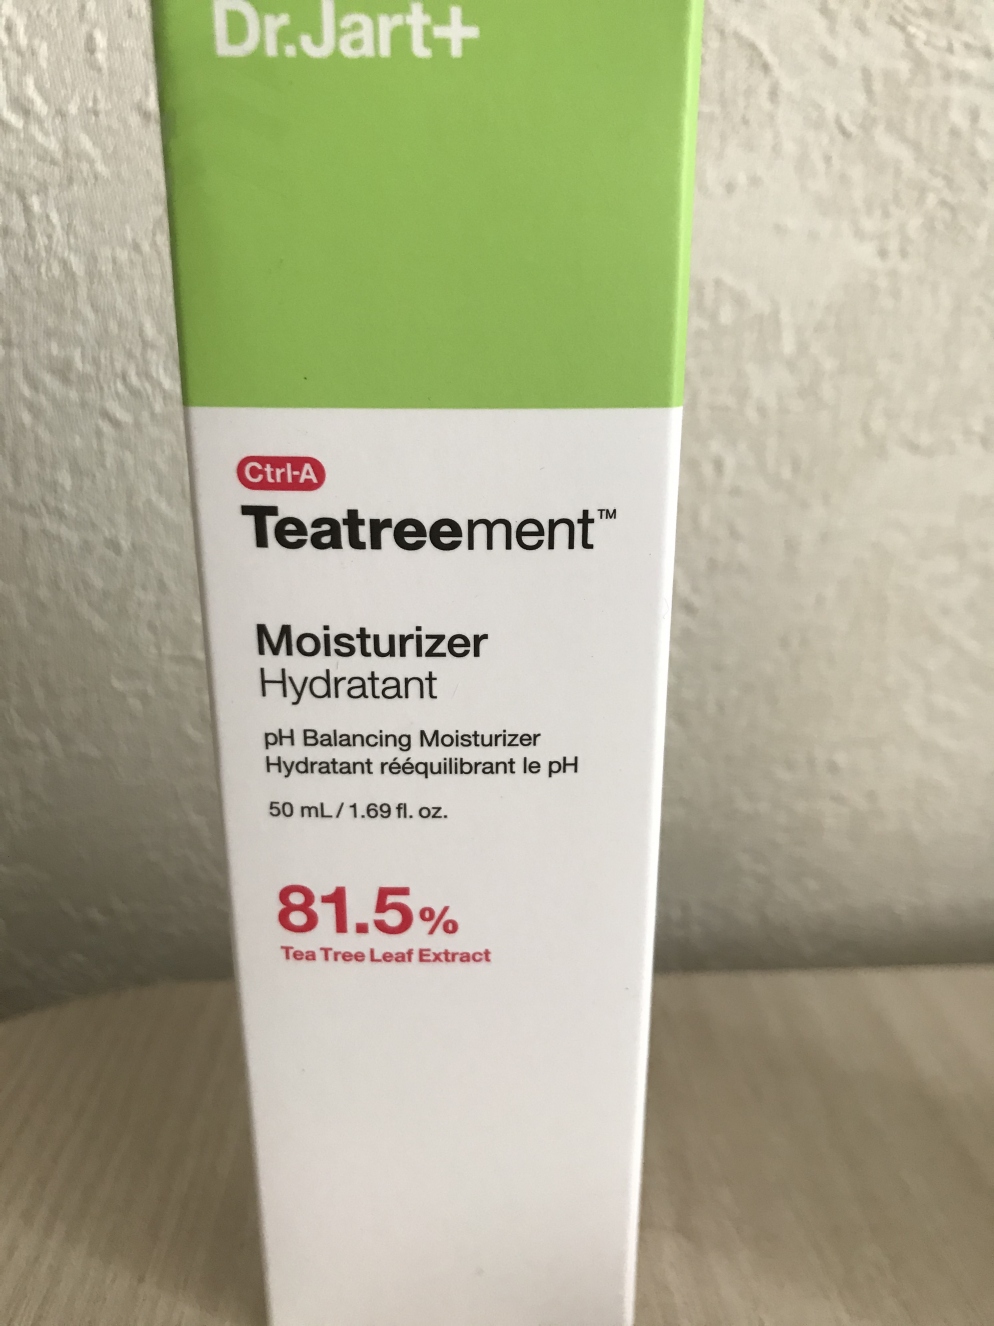 Dr.Jart+
Ctrl-A
Teatreement™
Moisturizer
Hydratant
pH Balancing Moisturizer
Hydratant rééquilibrant le pH
50 mL / 1.69 fl. oz.
81.5%
Tea Tree Leaf Extract